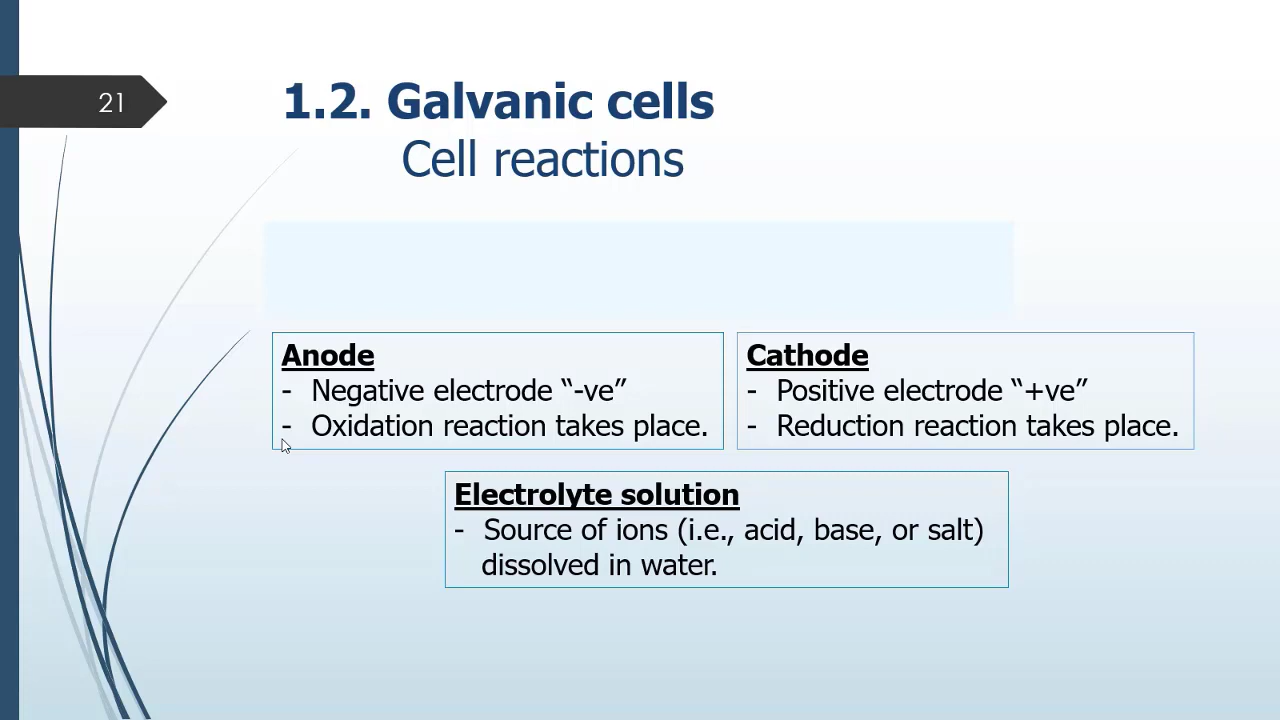 21
1.2. Galvanic cells
Cell reactions
Anode
- Negative electrode “-ve”
- Oxidation reaction takes place.
Cathode
- Positive electrode “+ve”
- Reduction reaction takes place.
Electrolyte solution
- Source of ions (i.e., acid, base, or salt)
dissolved in water.